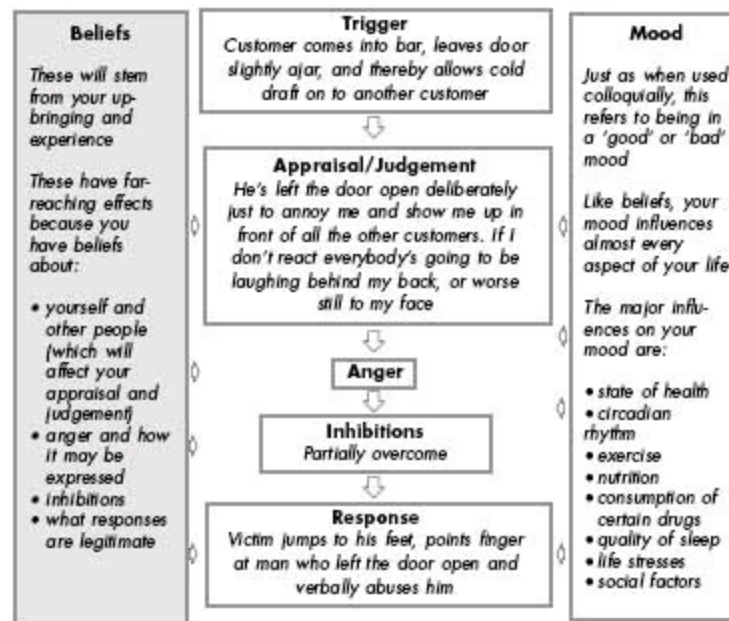 Beliefs
These will stem
from your up-
bringing and
experience
These have far-
reaching effects
because you
have beliefs
about:
• yourself and
other people
(which will
affect your
appraisal and
judgement)
• anger and how
it may be
expressed
• inhibitions
• what responses
are legitimate
Trigger
Customer comes into bar, leaves door
slightly ajar, and thereby allows cold
draft on to another customer
Appraisal/Judgement
He's left the door open deliberately
just to annoy me and show me up in
front of all the other customers. If I
don't react everybody's going to be
laughing behind my back, or worse
still to my face
Anger
Inhibitions
Partially overcome
Response
Victim jumps to his feet, points finger
at man who left the door open and
verbally abuses him
Mood
Just as when used
colloquially, this
refers to being in
a 'good' or 'bad'
mood
Like beliefs, your
mood influences
almost every
aspect of your life
The major influ-
ences on your
mood are:
• state of health
• circadian
rhythm
• exercise
• nutrition
• consumption of
certain drugs
• quality of sleep
• life stresses
• social factors